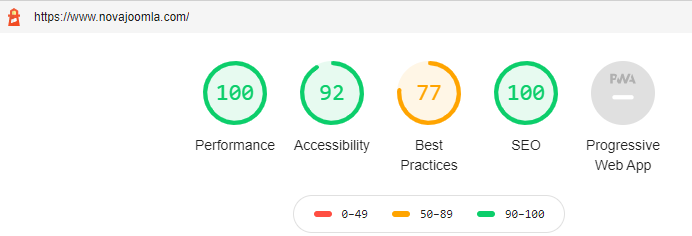 https://www.novajoomla.com/
100
92
77
100
PWA
Performance
Accessibility
Best
Practices
SEO
Progressive
Web App
0–49
50–89
90–100